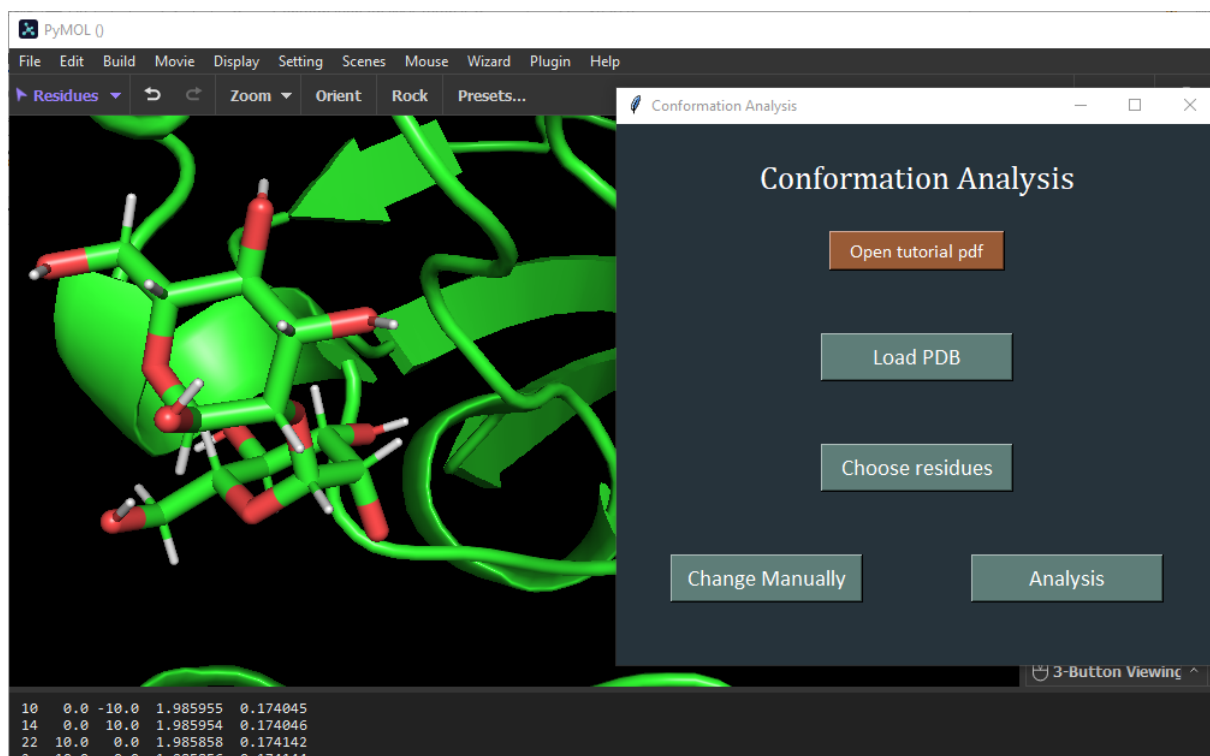 PyMOL ()
File Edit Build Movie Display Setting Scenes Mouse Wizard Plugin Help
Residues Zoom Orient Rock Presets...
Conformation Analysis
Conformation Analysis
Open tutorial pdf
Load PDB
Choose residues
Change Manually Analysis
3-Button Viewing
10 0.0 -10.0 1.985955 0.174045
14 0.0 10.0 1.985954 0.174046
22 10.0 0.0 1.985858 0.174142